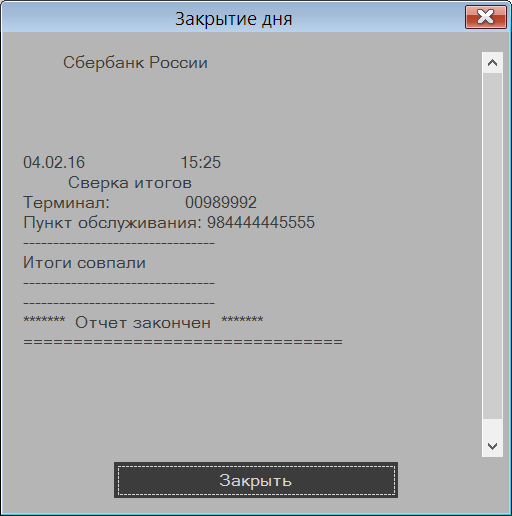 Закрытие дня
Сбербанк России
04.02.16 15:25
Сверка итогов
Терминал: 00989992
Пункт обслуживания: 984444445555
--------------------------------
Итоги совпали
--------------------------------
--------------------------------
******* Отчет закончен *******
================================
Закрыть